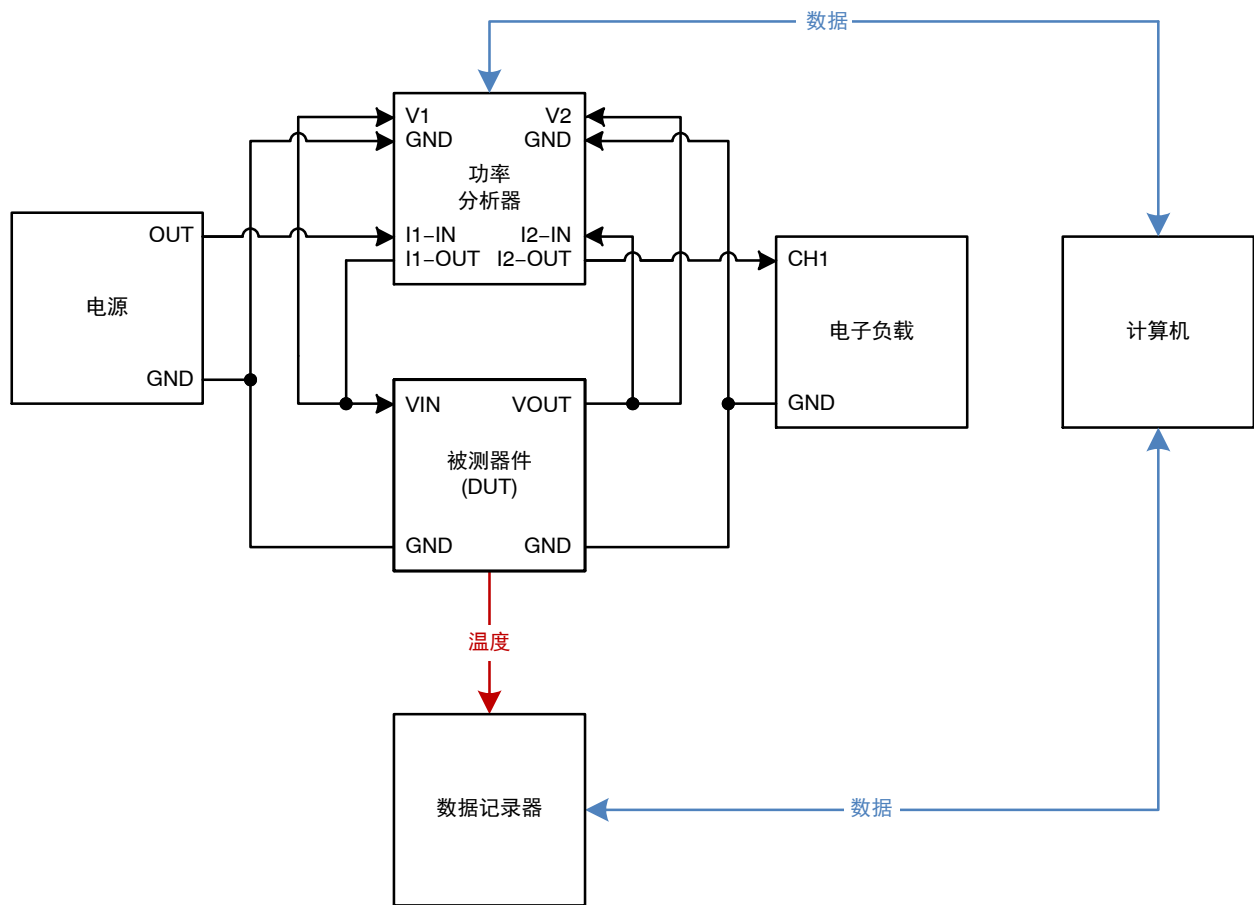 数据
V1
V2
GND
GND
功率
分析器
OUT
I1–IN
I2–IN
I1–OUT
I2–OUT
CH1
电源
电子负载
计算机
GND
VIN
VOUT
GND
被测器件
(DUT)
GND
GND
温度
数据记录器
数据